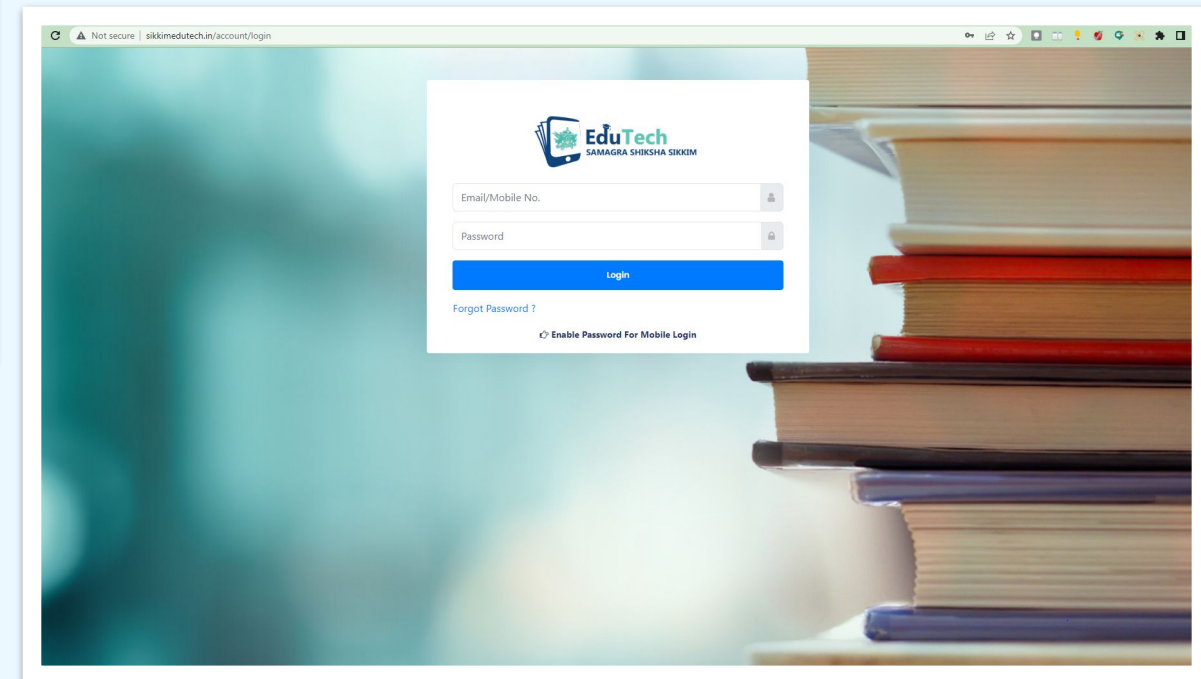 Not secure | sikkimedutech.in/account/login
EduTech
SAMAGRA SHIKSHA SIKKIM
Email/Mobile No.
Password
Login
Forgot Password ?
Enable Password For Mobile Login